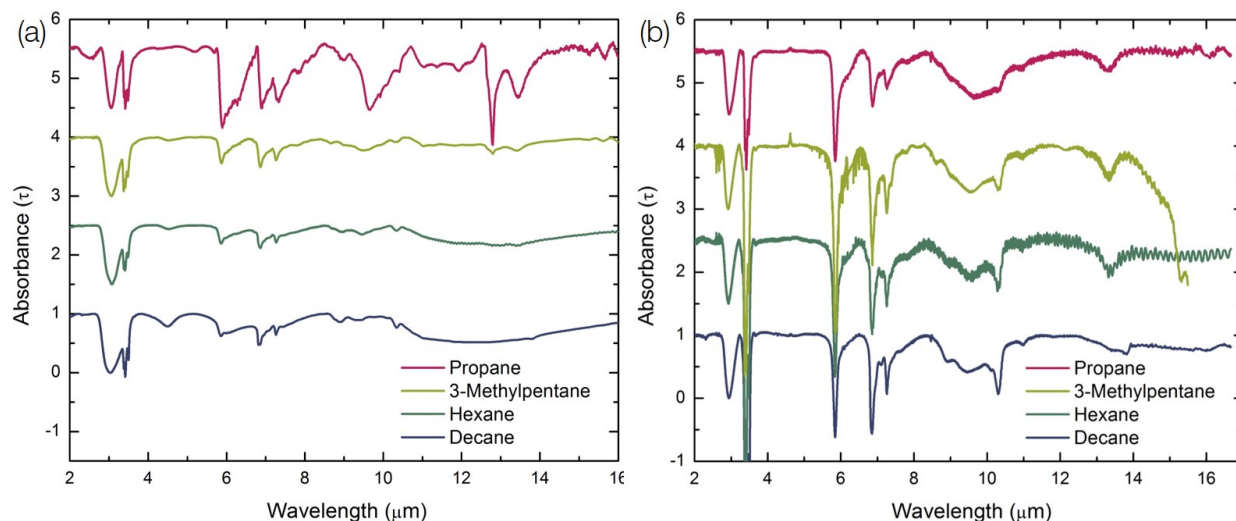 (a)
Absorbance (τ)
6
5
4
3
2
1
0
-1
Propane
3-Methylpentane
Hexane
Decane
2 4 6 8 10 12 14 16
Wavelength (μm)
(b)
Absorbance (τ)
6
5
4
3
2
1
0
-1
Propane
3-Methylpentane
Hexane
Decane
2 4 6 8 10 12 14 16
Wavelength (μm)